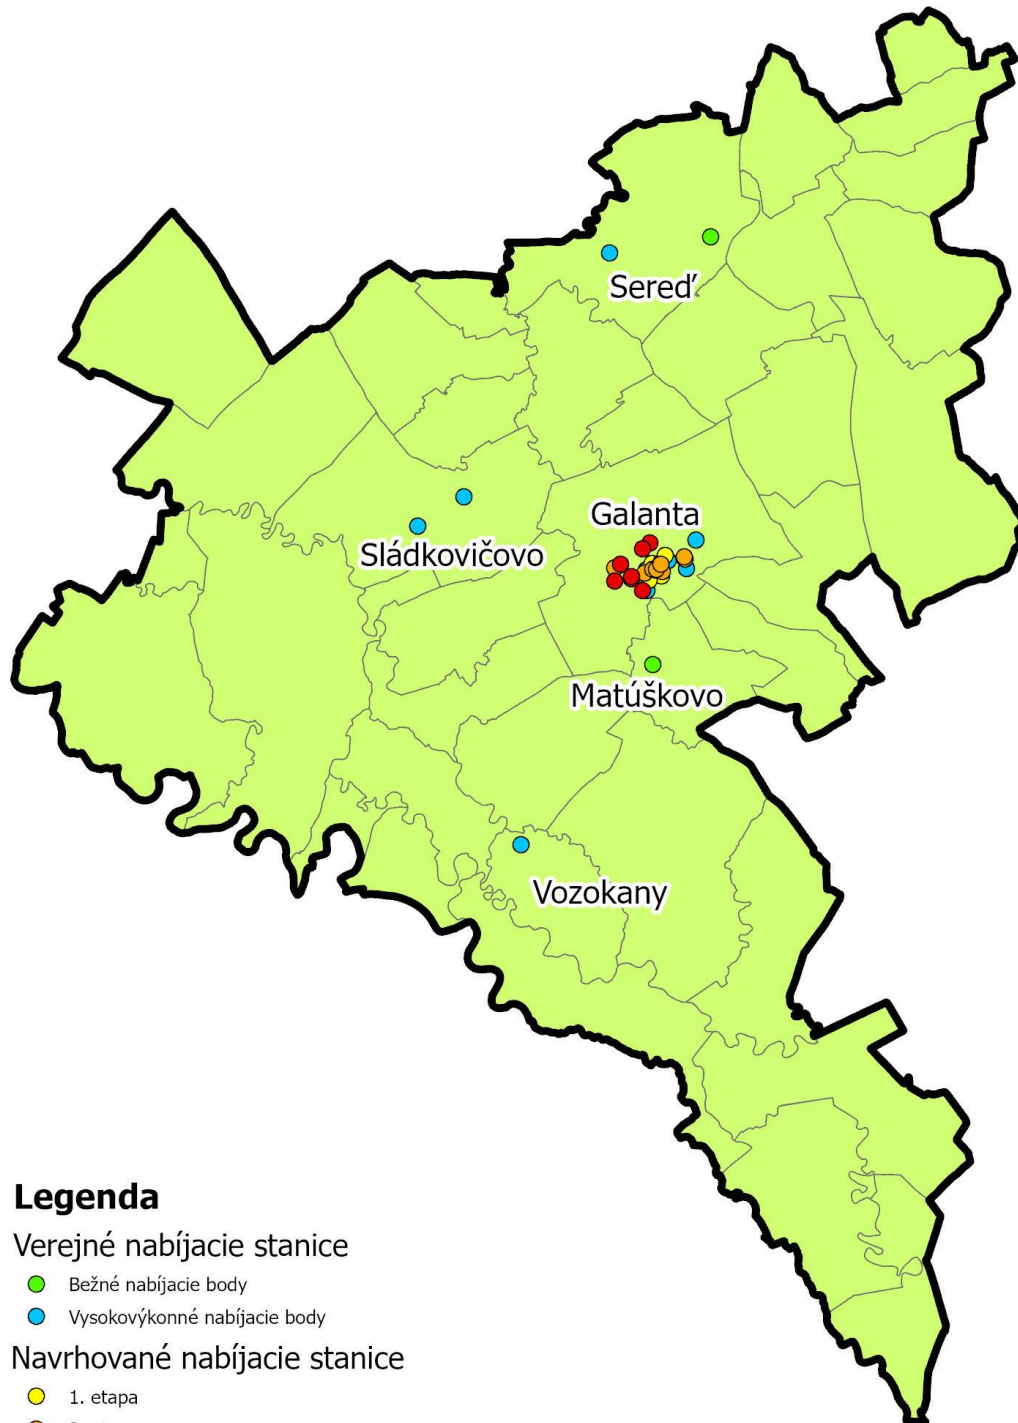 Sereď
Galanta
Sládkovičovo
Matúškovo
Vozokany
Legenda
Verejné nabíjacie stanice
Bežné nabíjacie body
Vysokovýkonné nabíjacie body
Navrhované nabíjacie stanice
1. etapa